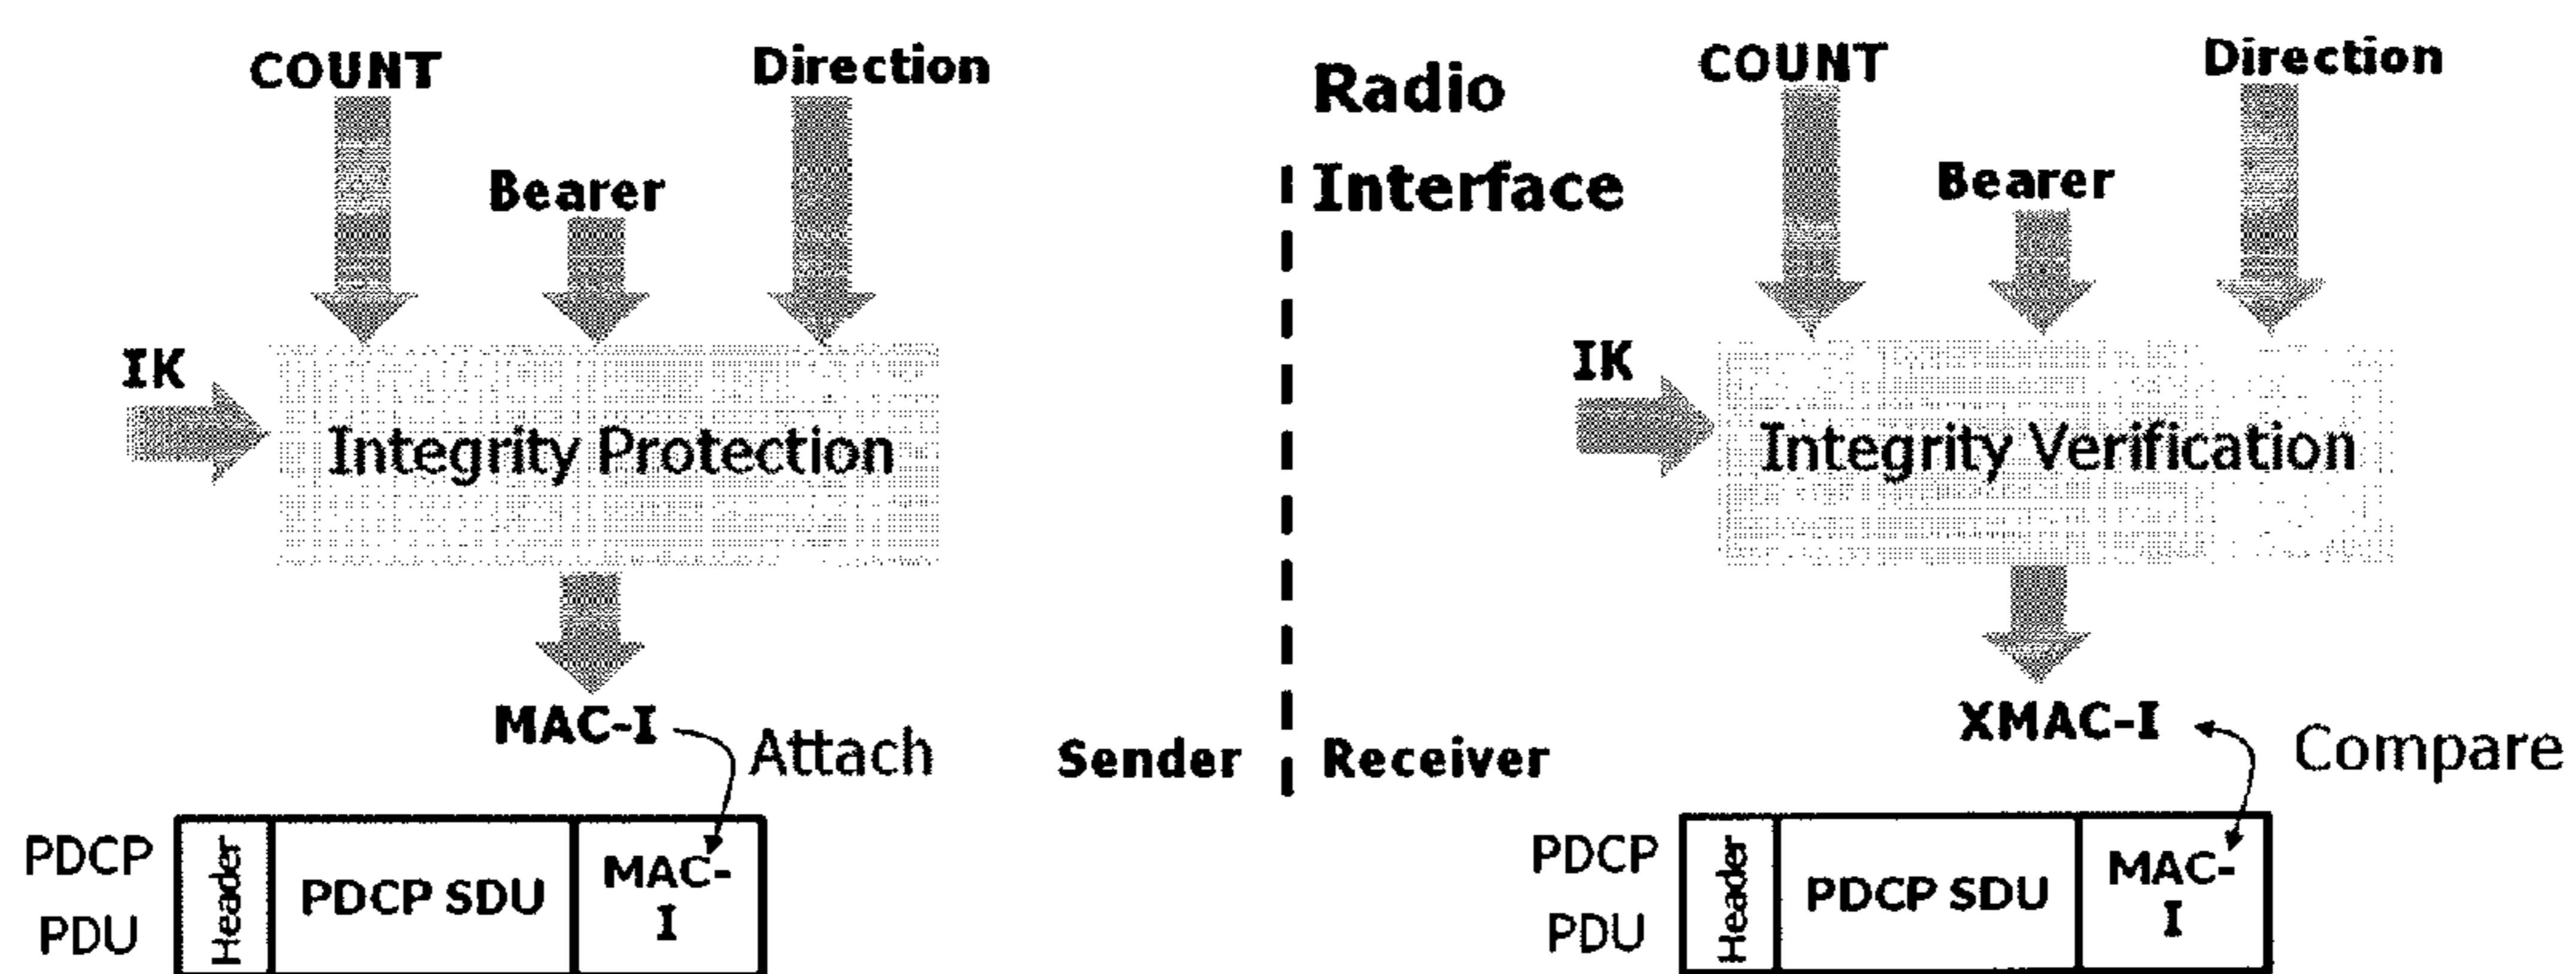 COUNT
Direction
Bearer
IK
Integrity Protection
MAC-I
Attach
PDCP
PDU
Header
PDCP SDU
MAC-
I
Radio
Interface
Sender
Receiver
COUNT
Direction
Bearer
IK
Integrity Verification
XMAC-I
Compare
PDCP
PDU
Header
PDCP SDU
MAC-
I